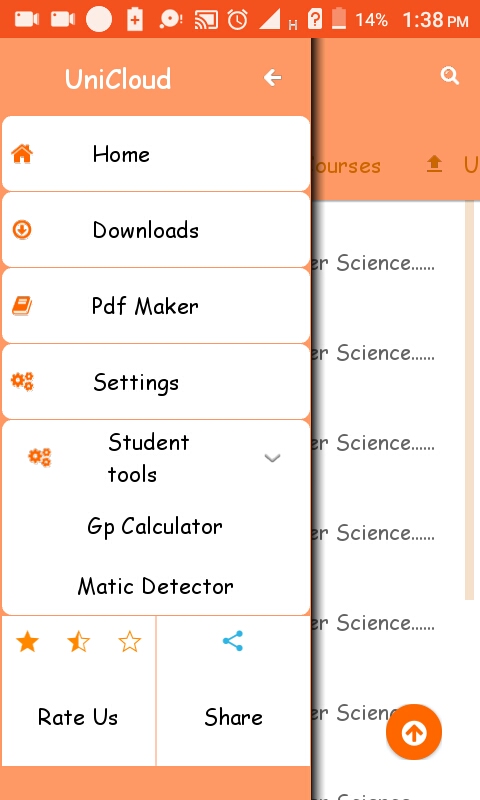 H 14% 1:38 PM
UniCloud
ourses U
Home
Downloads
Pdf Maker
Settings
Student
tools
Gp Calculator
Matic Detector
Rate Us Share
er Science......
er Science......
er Science......
er Science......
er Science......
er Scienc